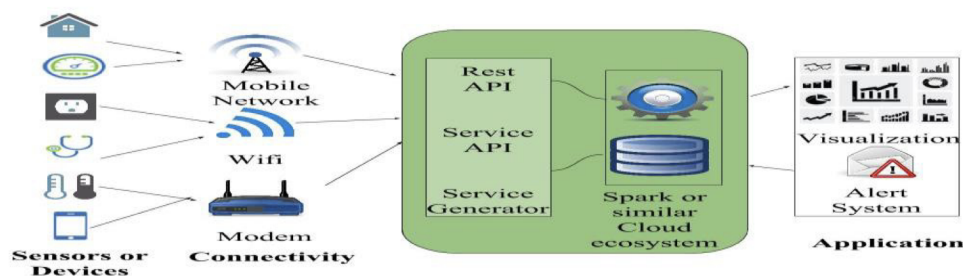 Mobile
Network
Wifi
Modem
Sensors or
Devices
Connectivity
Rest
API
Service
API
Service
Generator
Spark or
similar
Cloud
ecosystem
Visualization
Alert
System
Application